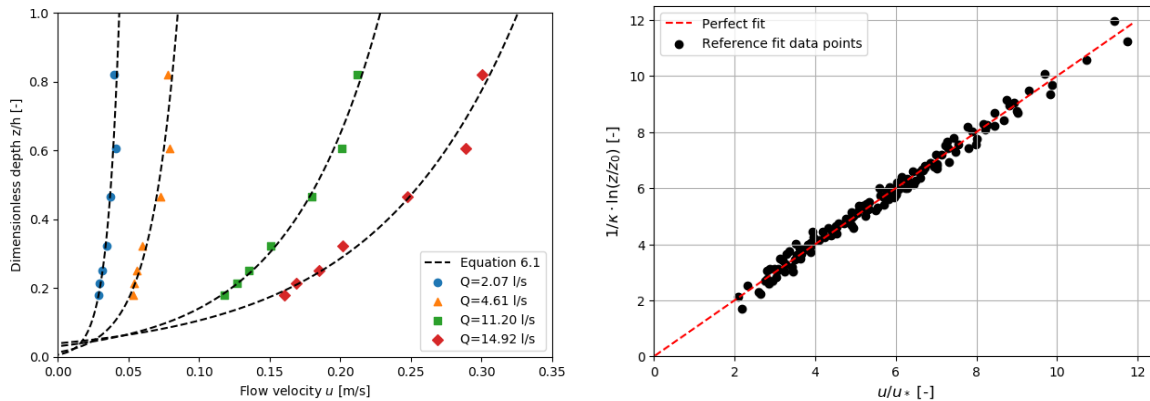 1.0
0.8
0.6
0.4
0.2
0.0
Dimensionless depth z/h [-]
0.00 0.05 0.10 0.15 0.20 0.25 0.30 0.35
Flow velocity u [m/s]
Equation 6.1
Q=2.07 l/s
Q=4.61 l/s
Q=11.20 l/s
Q=14.92 l/s
12
10
8
6
4
2
0
1/κ · ln(z/z₀) [-]
0 2 4 6 8 10 12
u/u* [-]
Perfect fit
Reference fit data points